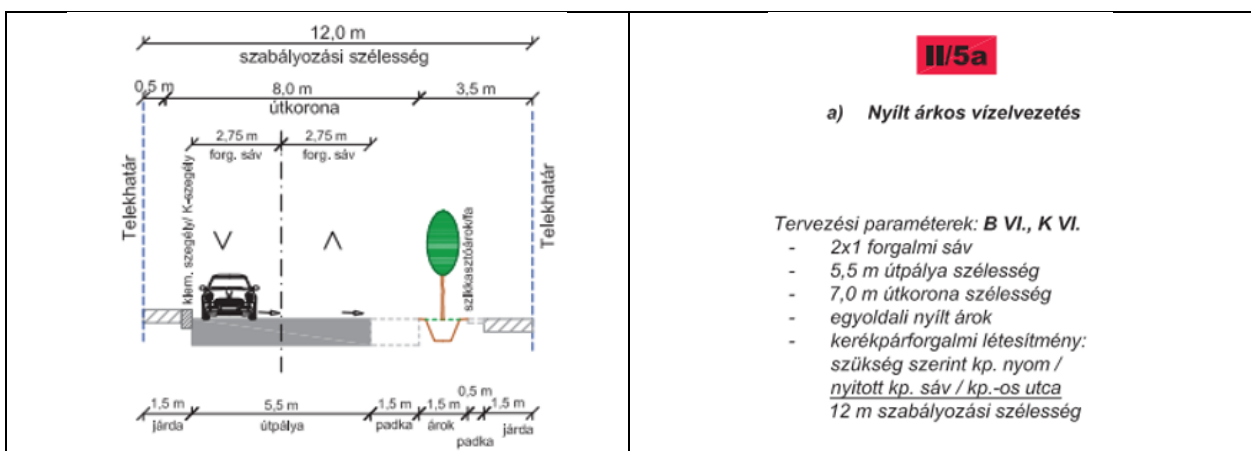 12,0 m
szabályozási szélesség
0,5 m
8,0 m
3,5 m
útkorona
2,75 m
2,75 m
forg. sáv
forg. sáv
Telekhatár
kiem. szegély/ K-szegély
szikkasztóárok/fa
Telekhatár
1,5 m
5,5 m
1,5 m
1,5 m
0,5 m
1,5 m
járda
útpálya
padka
árok
padka
járda
II/5a
a) Nyílt árkos vízelvezetés
Tervezési paraméterek: B VI., K VI.
- 2x1 forgalmi sáv
- 5,5 m útpálya szélesség
- 7,0 m útkorona szélesség
- egyoldali nyílt árok
- kerékpárforgalmi létesítmény:
szükség szerint kp. nyom /
nyitott kp. sáv / kp.-os utca
12 m szabályozási szélesség